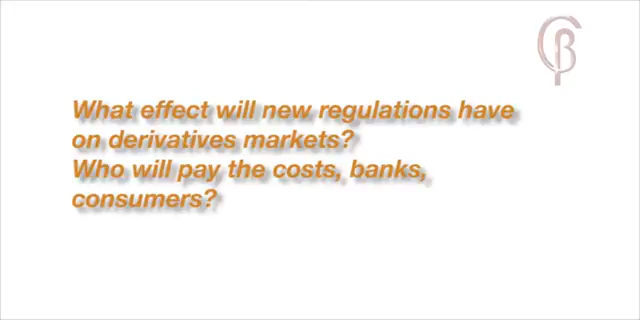 What effect will new regulations have
on derivatives markets?
Who will pay the costs, banks,
consumers?